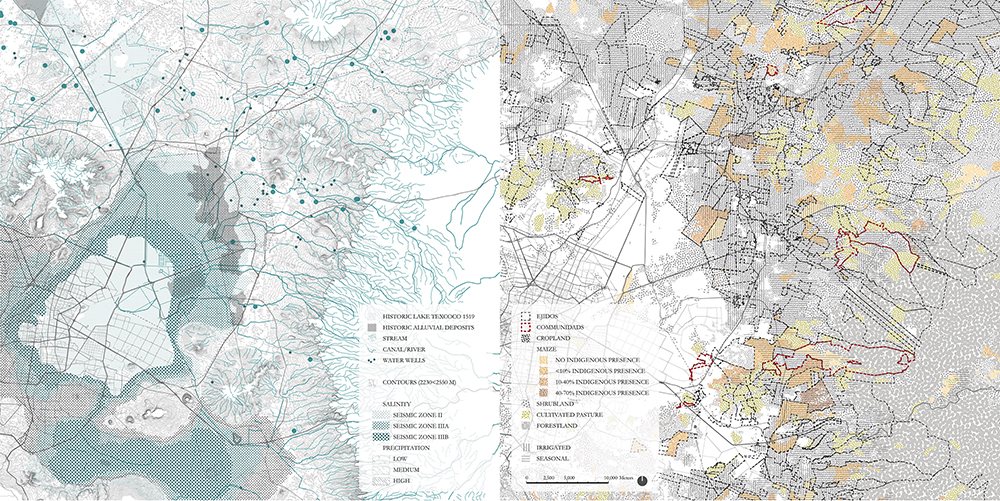 HISTORIC LAKE TEXCOCO 1519
HISTORIC ALLUVIAL DEPOSITS
STREAM
CANAL/RIVER
WATER WELLS
CONTOURS (2230<2350 M)
SALINITY
SEISMIC ZONE II
SEISMIC ZONE IIIA
SEISMIC ZONE IIIB
PRECIPITATION
LOW
MEDIUM
HIGH
EJIDOS
COMMUNIDADS
CROPLAND
MAIZE
NO INDIGENOUS PRESENCE
<10% INDIGENOUS PRESENCE
10-40% INDIGENOUS PRESENCE
40-70% INDIGENOUS PRESENCE
SHRUBLAND
CULTIVATED PASTURE
FORESTLAND
IRRIGATED
SEASONAL
0 2,500 5,000 10,000 Meters